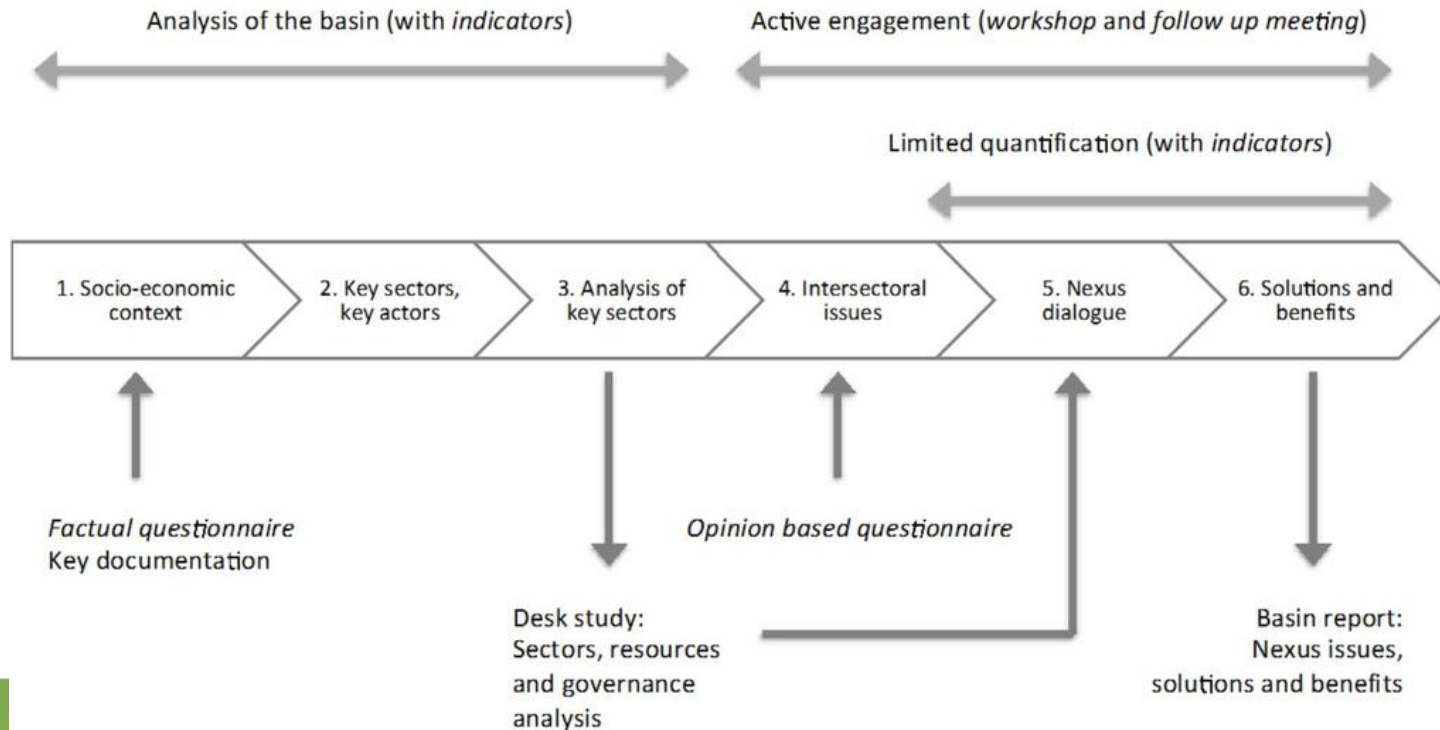 Analysis of the basin (with indicators)
Active engagement (workshop and follow up meeting)
Limited quantification (with indicators)
1. Socio-economic
context
2. Key sectors,
key actors
3. Analysis of
key sectors
4. Intersectoral
issues
5. Nexus
dialogue
6. Solutions and
benefits
Factual questionnaire
Key documentation
Opinion based questionnaire
Desk study:
Sectors, resources
and governance
analysis
Basin report:
Nexus issues,
solutions and benefits